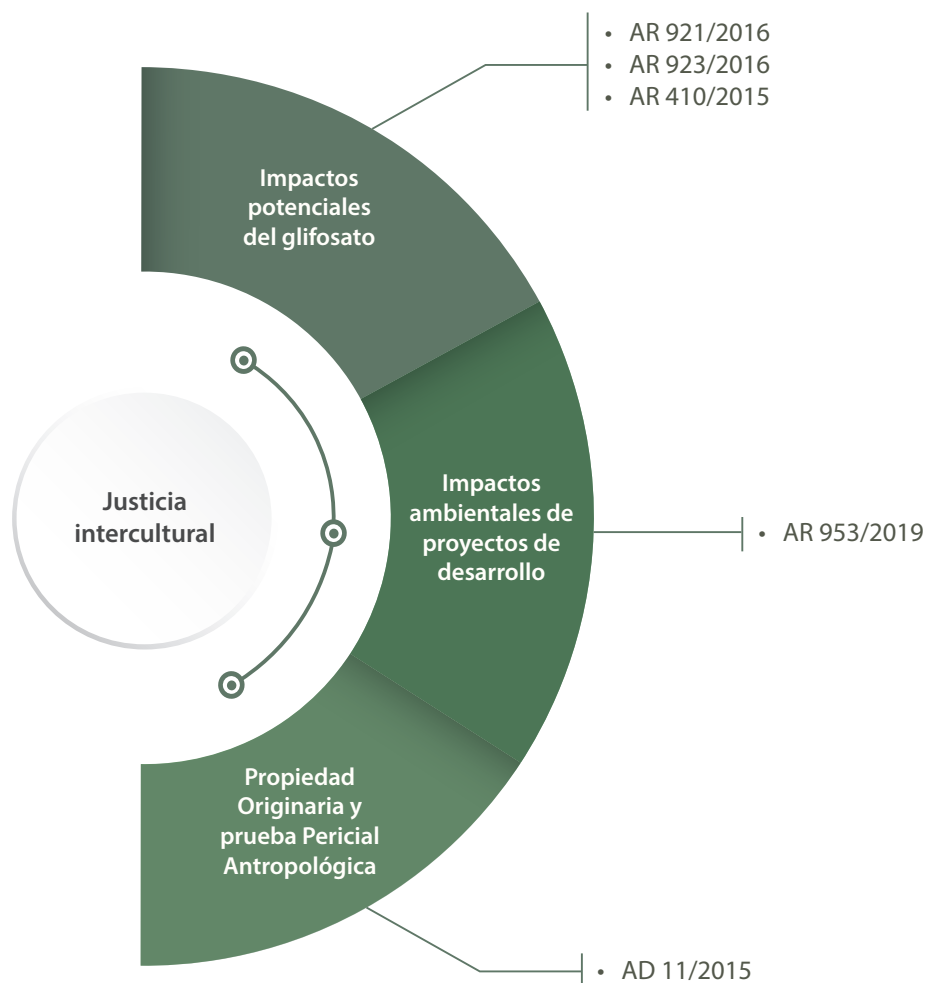 • AR 921/2016
• AR 923/2016
• AR 410/2015
Impactos
potenciales
del glifosato
Justicia
intercultural
Impactos
ambientales de
proyectos de
desarrollo
• AR 953/2019
Propiedad
Originaria y
prueba Pericial
Antropológica
• AD 11/2015